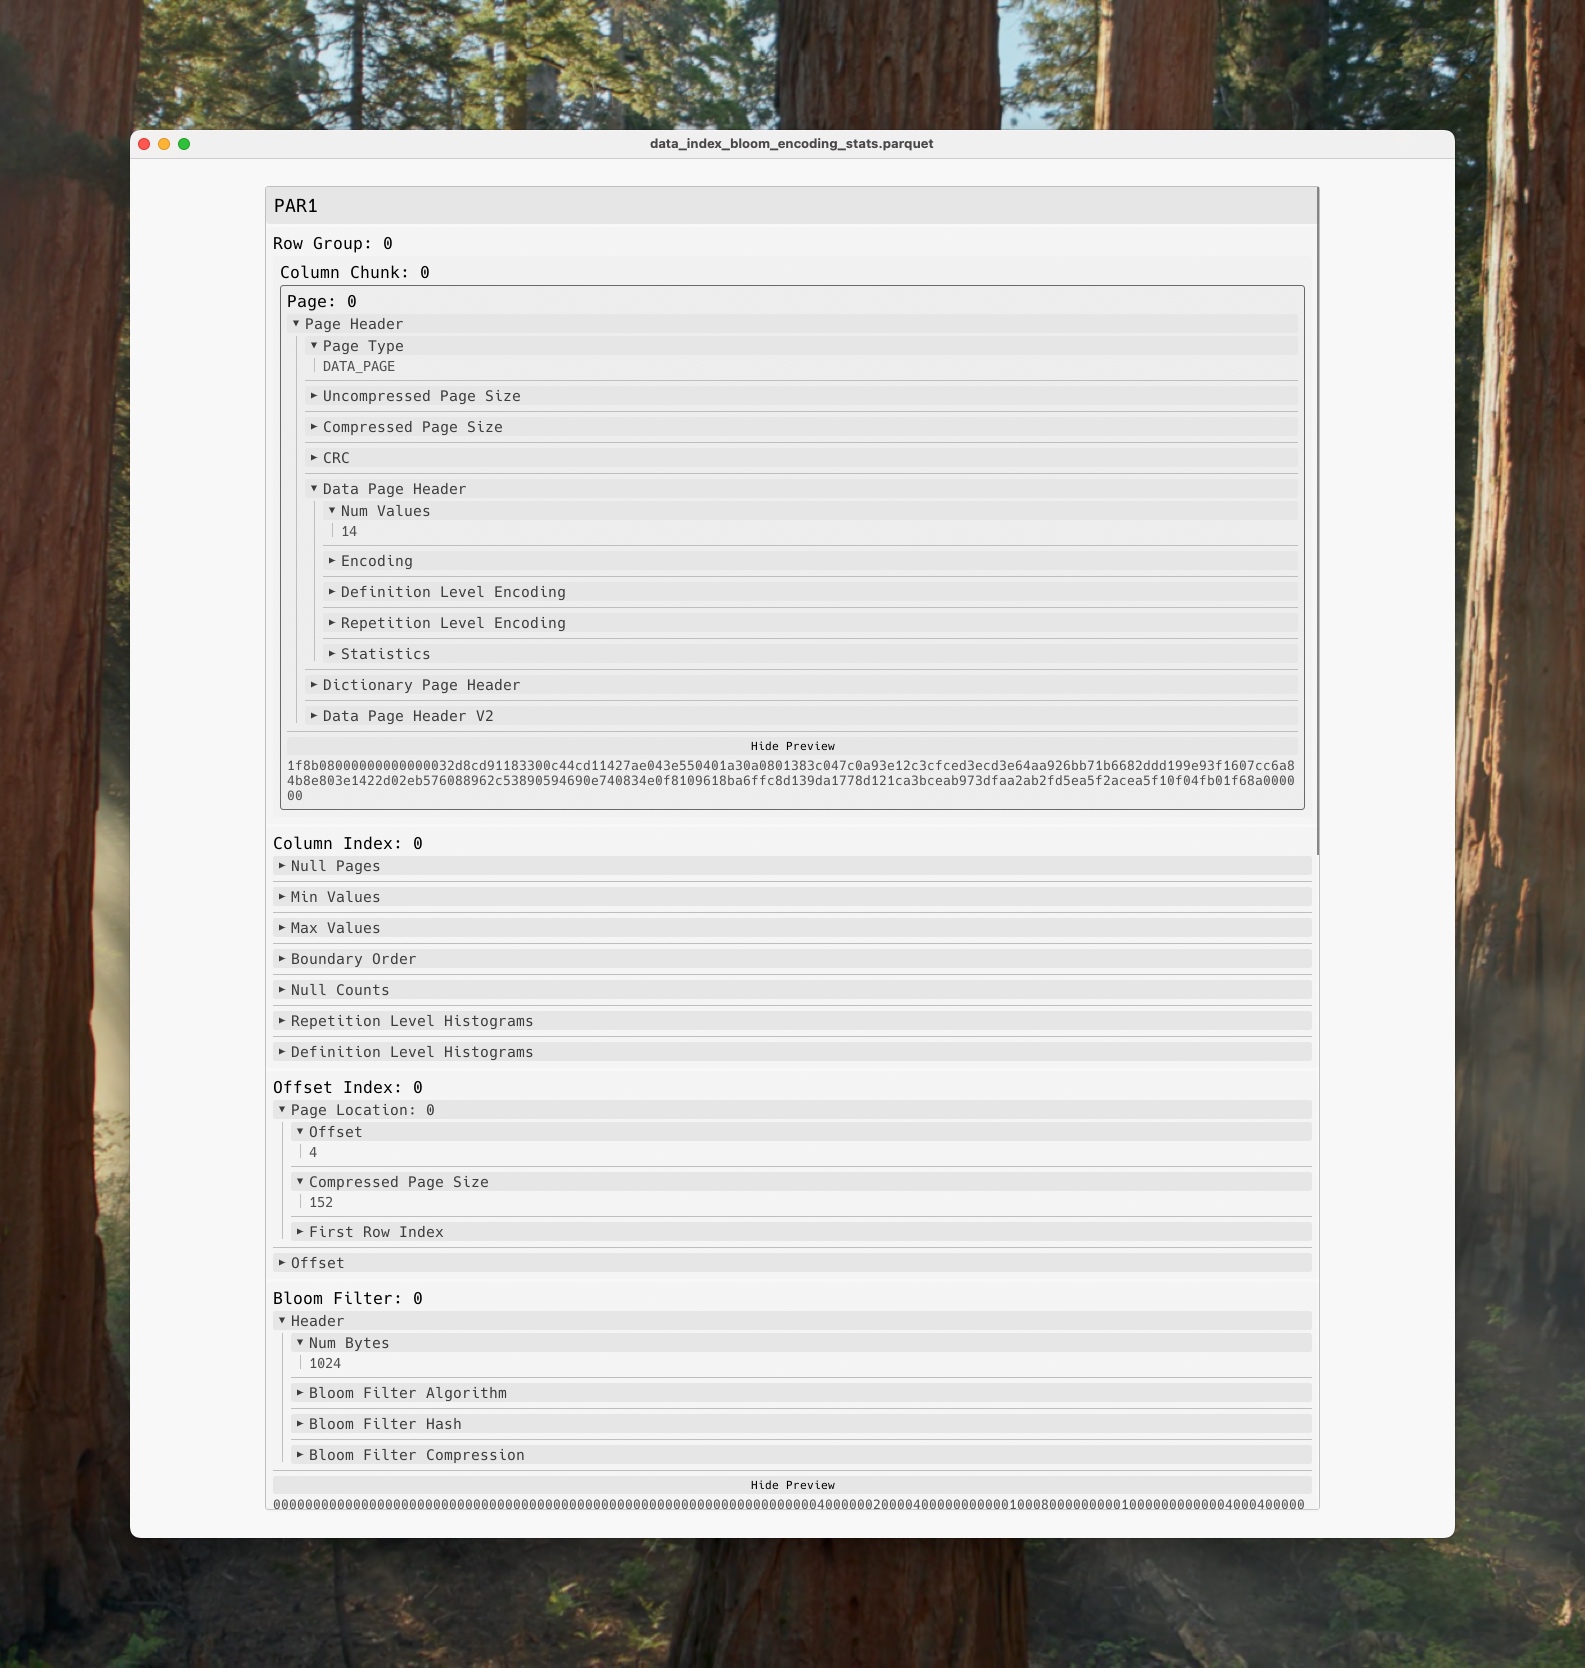 data_index_bloom_encoding_stats.parquet
PAR1
Row Group: 0
Column Chunk: 0
Page: 0
Page Header
Page Type
DATA_PAGE
Uncompressed Page Size
Compressed Page Size
CRC
Data Page Header
Num Values
14
Encoding
Definition Level Encoding
Repetition Level Encoding
Statistics
Dictionary Page Header
Data Page Header V2
Hide Preview
00
Column Index: 0
Null Pages
Min Values
Max Values
Boundary Order
Null Counts
Repetition Level Histograms
Definition Level Histograms
Offset Index: 0
Page Location: 0
Offset
4
Compressed Page Size
152
First Row Index
Offset
Bloom Filter: 0
Header
Num Bytes
1024
Bloom Filter Algorithm
Bloom Filter Hash
Bloom Filter Compression
Hide Preview